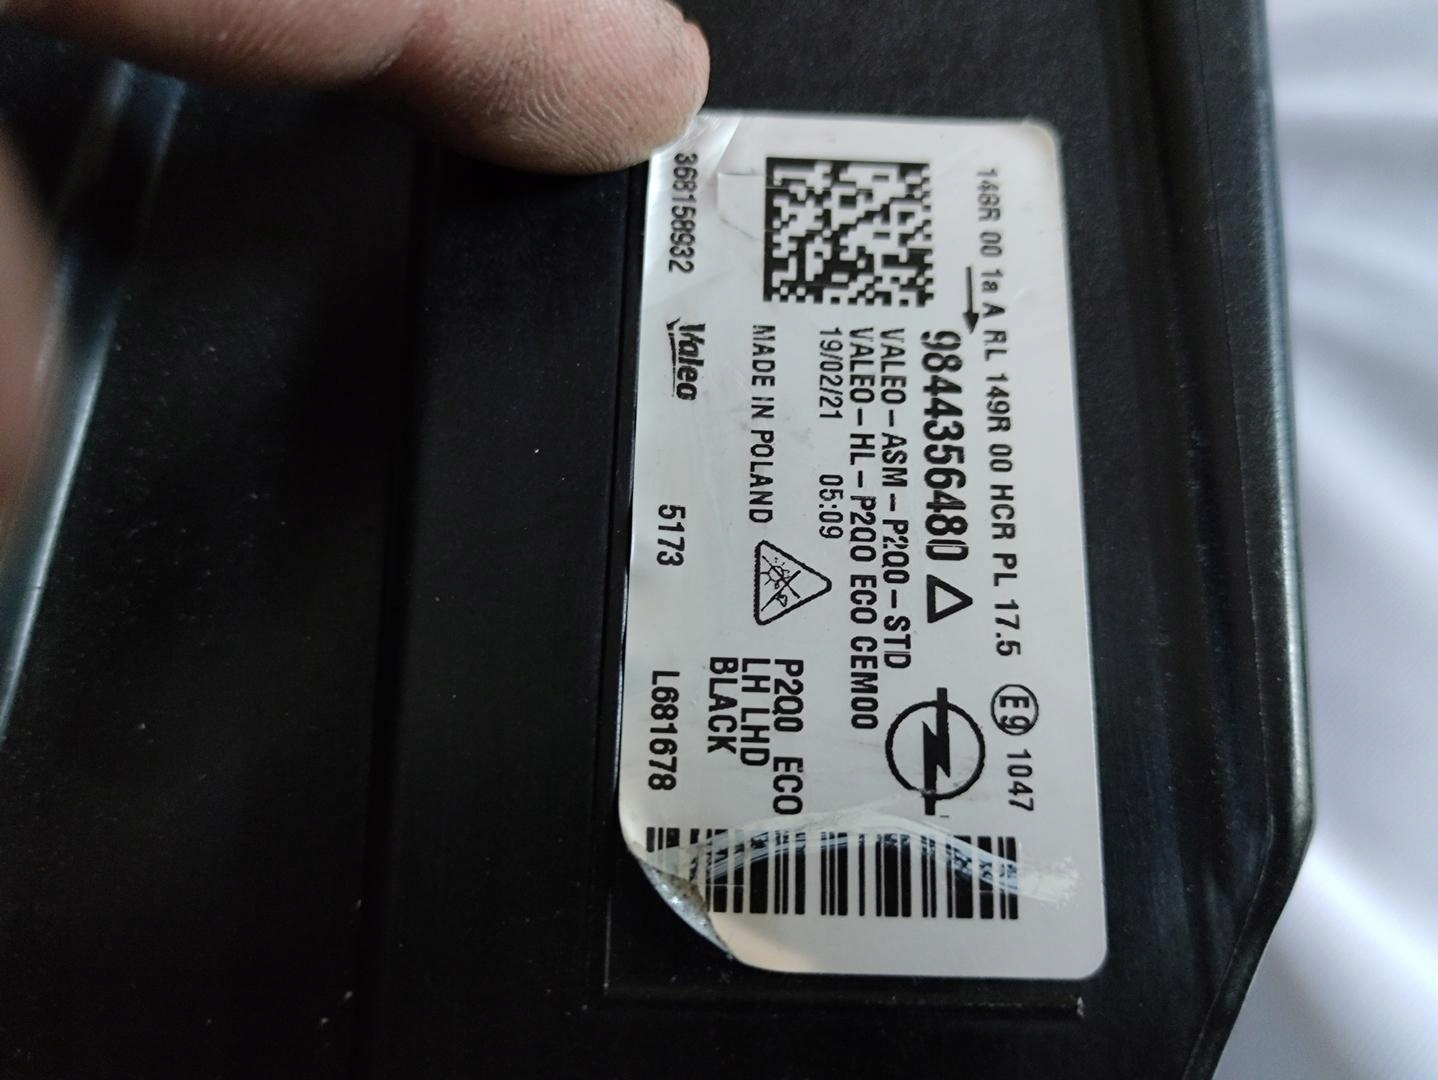 148R 00 1a A RL 149R 00 HCR PL 17.5 E9 1047
9844356480
VALEO-ASM-P2Q0-STD
VALEO-HL-P2Q0 ECO CEM00
19/02/21 05:09
P2Q0 ECO
LH LHD
BLACK
MADE IN POLAND
368158932 Valeo 5173 L681678